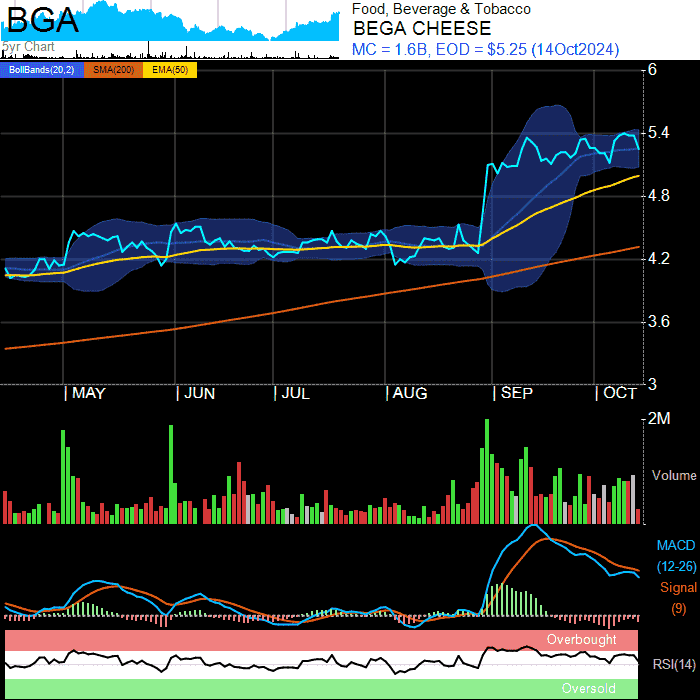 BGA
5yr Chart
Food, Beverage & Tobacco
BEGA CHEESE
MC = 1.6B, EOD = $5.25 (14Oct2024)
BollBands(20,2) SMA(200) EMA(50)
6
5.4
4.8
4.2
3.6
3
| MAY | JUN | JUL | AUG | SEP | OCT
2M
Volume
MACD
(12-26)
Signal
(9)
Overbought
RSI(14)
Oversold